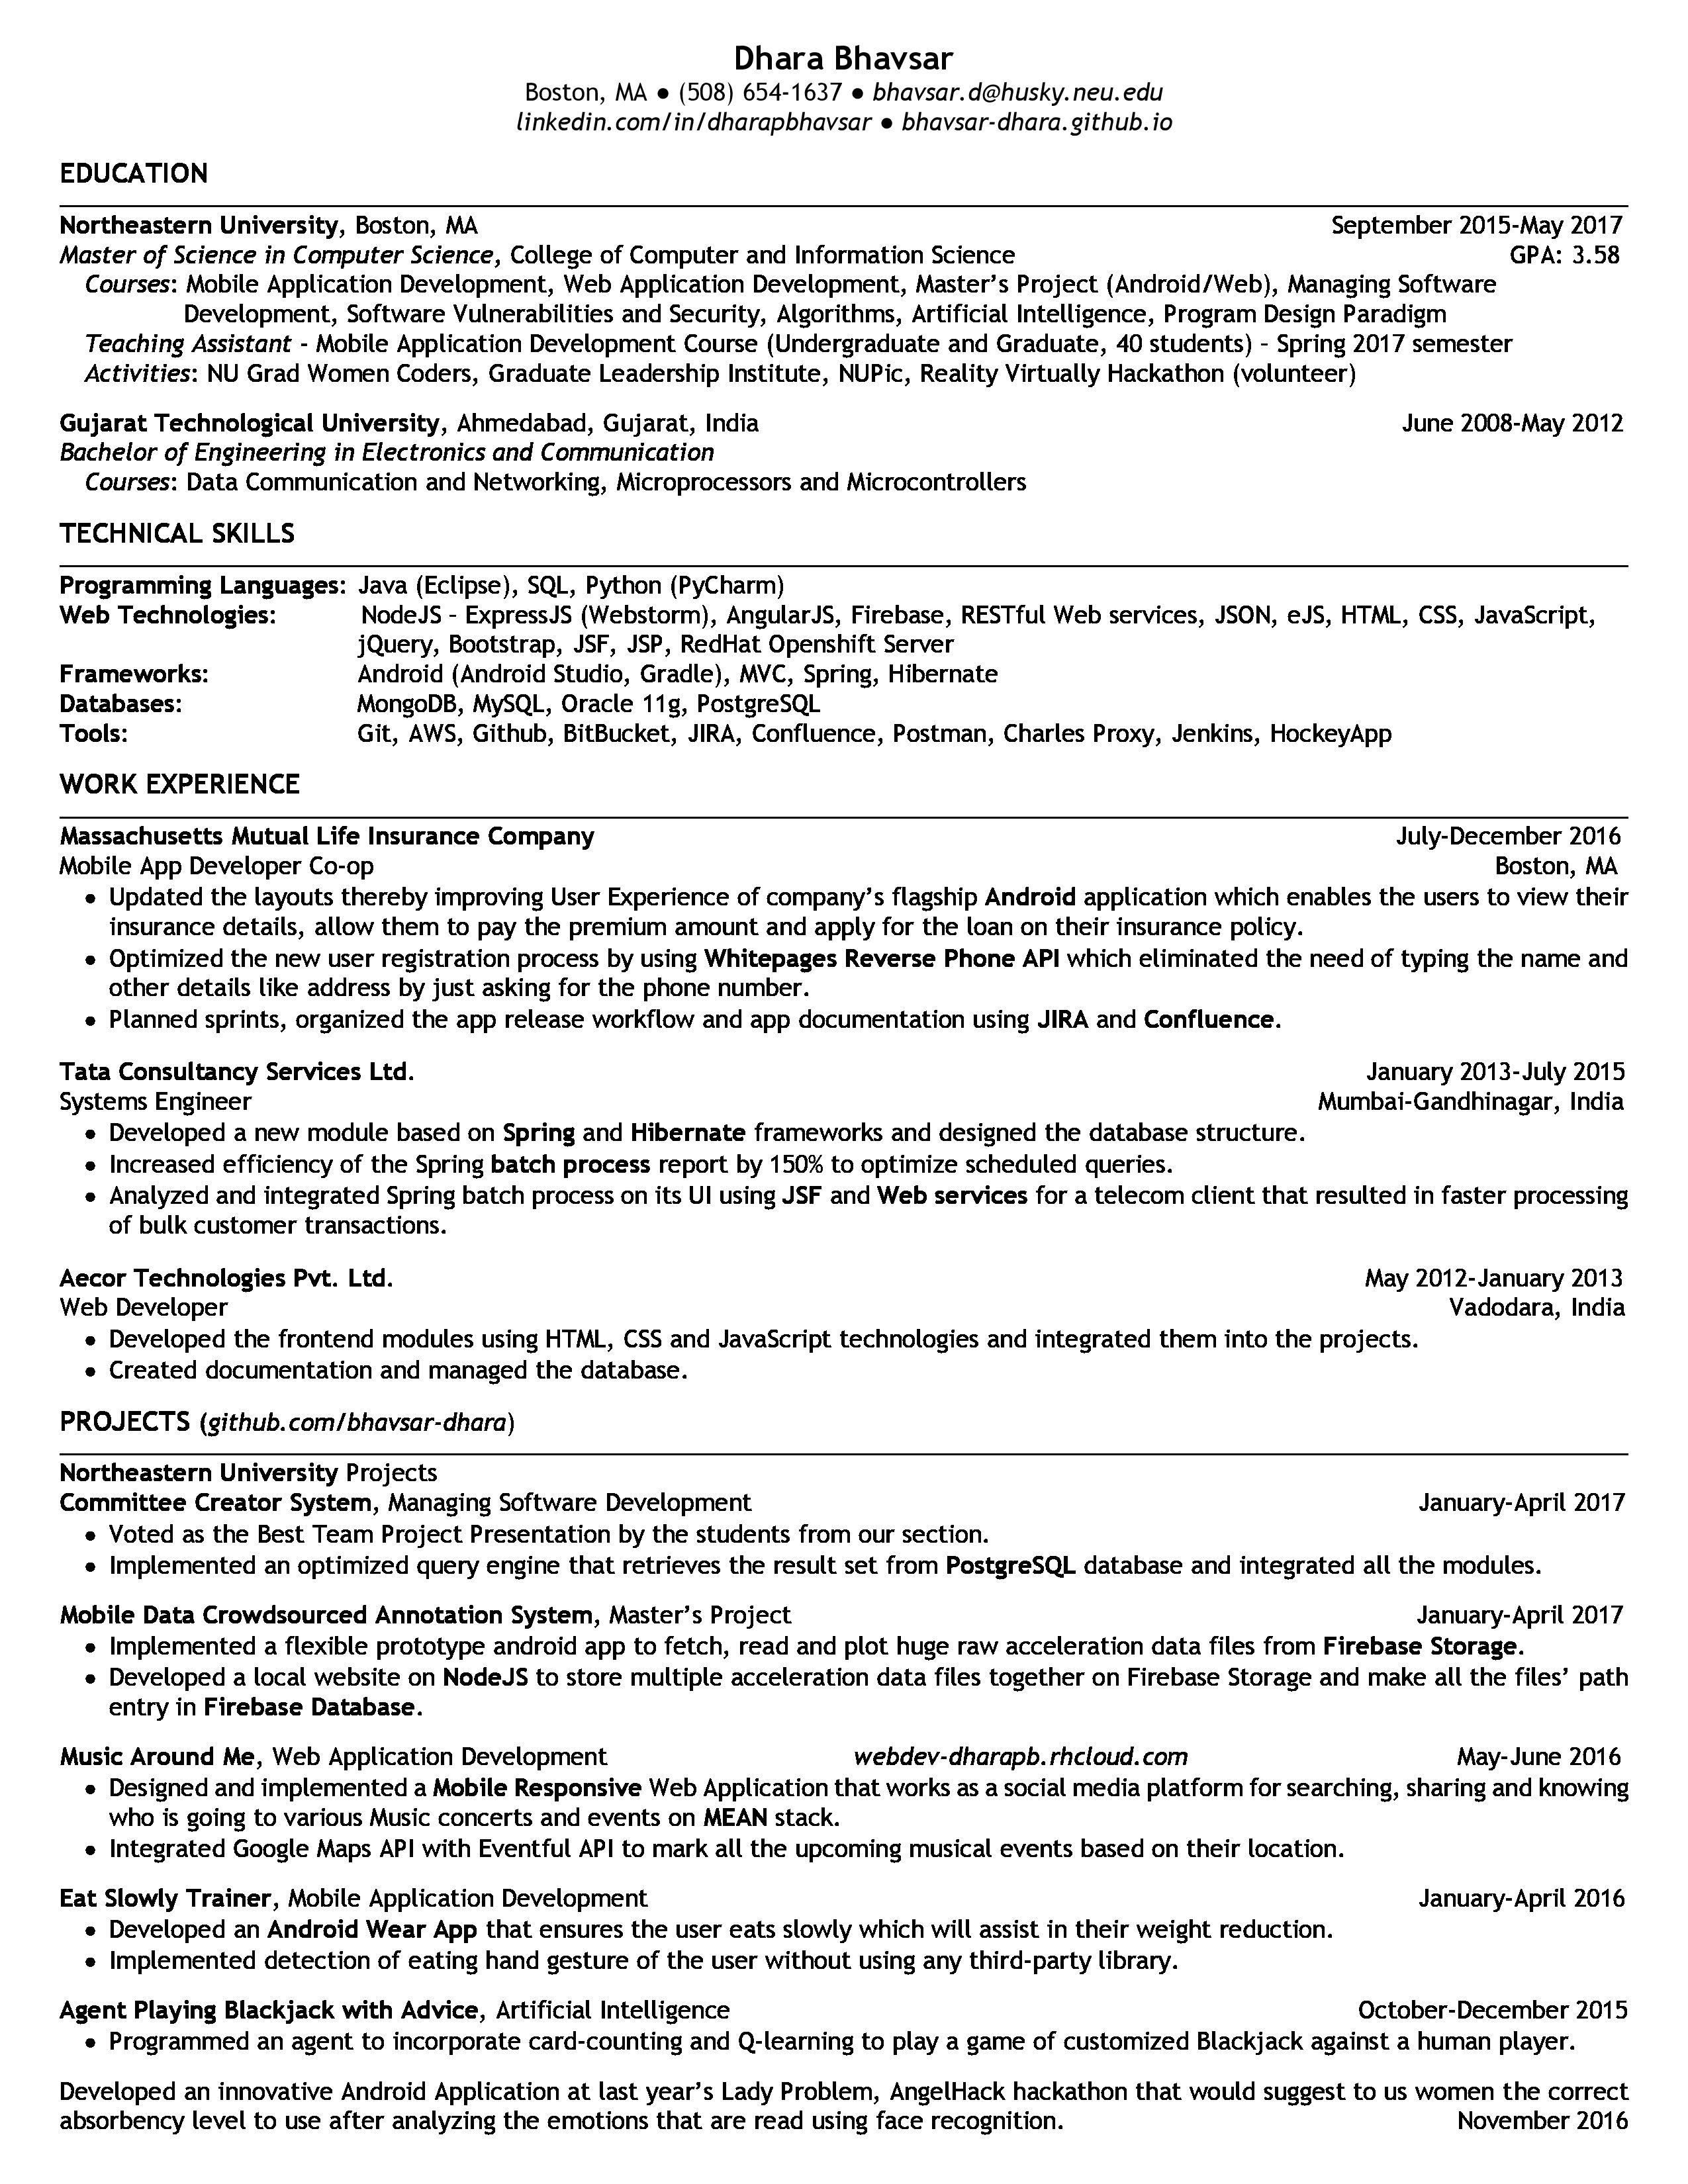 Dhara Bhavsar
Boston, MA ● (508) 654-1637 ● bhavsar.d@husky.neu.edu
linkedin.com/in/dharapbhavsar ● bhavsar-dhara.github.io
EDUCATION
Northeastern University, Boston, MA September 2015-May 2017
Master of Science in Computer Science, College of Computer and Information Science GPA: 3.58
Courses: Mobile Application Development, Web Application Development, Master's Project (Android/Web), Managing Software
Development, Software Vulnerabilities and Security, Algorithms, Artificial Intelligence, Program Design Paradigm
Teaching Assistant - Mobile Application Development Course (Undergraduate and Graduate, 40 students) - Spring 2017 semester
Activities: NU Grad Women Coders, Graduate Leadership Institute, NUPic, Reality Virtually Hackathon (volunteer)
Gujarat Technological University, Ahmedabad, Gujarat, India June 2008-May 2012
Bachelor of Engineering in Electronics and Communication
Courses: Data Communication and Networking, Microprocessors and Microcontrollers
TECHNICAL SKILLS
Programming Languages: Java (Eclipse), SQL, Python (PyCharm)
Web Technologies: NodeJS - ExpressJS (Webstorm), AngularJS, Firebase, RESTful Web services, JSON, eJS, HTML, CSS, JavaScript,
jQuery, Bootstrap, JSF, JSP, RedHat Openshift Server
Frameworks: Android (Android Studio, Gradle), MVC, Spring, Hibernate
Databases: MongoDB, MySQL, Oracle 11g, PostgreSQL
Tools: Git, AWS, Github, BitBucket, JIRA, Confluence, Postman, Charles Proxy, Jenkins, HockeyApp
WORK EXPERIENCE
Massachusetts Mutual Life Insurance Company July-December 2016
Mobile App Developer Co-op Boston, MA
● Updated the layouts thereby improving User Experience of company's flagship Android application which enables the users to view their
insurance details, allow them to pay the premium amount and apply for the loan on their insurance policy.
● Optimized the new user registration process by using Whitepages Reverse Phone API which eliminated the need of typing the name and
other details like address by just asking for the phone number.
● Planned sprints, organized the app release workflow and app documentation using JIRA and Confluence.
Tata Consultancy Services Ltd. January 2013-July 2015
Systems Engineer Mumbai-Gandhinagar, India
● Developed a new module based on Spring and Hibernate frameworks and designed the database structure.
● Increased efficiency of the Spring batch process report by 150% to optimize scheduled queries.
● Analyzed and integrated Spring batch process on its UI using JSF and Web services for a telecom client that resulted in faster processing
of bulk customer transactions.
Aecor Technologies Pvt. Ltd. May 2012-January 2013
Web Developer Vadodara, India
● Developed the frontend modules using HTML, CSS and JavaScript technologies and integrated them into the projects.
● Created documentation and managed the database.
PROJECTS (github.com/bhavsar-dhara)
Northeastern University Projects
Committee Creator System, Managing Software Development January-April 2017
● Voted as the Best Team Project Presentation by the students from our section.
● Implemented an optimized query engine that retrieves the result set from PostgreSQL database and integrated all the modules.
Mobile Data Crowdsourced Annotation System, Master's Project January-April 2017
● Implemented a flexible prototype android app to fetch, read and plot huge raw acceleration data files from Firebase Storage.
● Developed a local website on NodeJS to store multiple acceleration data files together on Firebase Storage and make all the files' path
entry in Firebase Database.
Music Around Me, Web Application Development webdev-dharapb.rhcloud.com May-June 2016
● Designed and implemented a Mobile Responsive Web Application that works as a social media platform for searching, sharing and knowing
who is going to various Music concerts and events on MEAN stack.
● Integrated Google Maps API with Eventful API to mark all the upcoming musical events based on their location.
Eat Slowly Trainer, Mobile Application Development January-April 2016
● Developed an Android Wear App that ensures the user eats slowly which will assist in their weight reduction.
● Implemented detection of eating hand gesture of the user without using any third-party library.
Agent Playing Blackjack with Advice, Artificial Intelligence October-December 2015
● Programmed an agent to incorporate card-counting and Q-learning to play a game of customized Blackjack against a human player.
Developed an innovative Android Application at last year's Lady Problem, AngelHack hackathon that would suggest to us women the correct
absorbency level to use after analyzing the emotions that are read using face recognition. November 2016